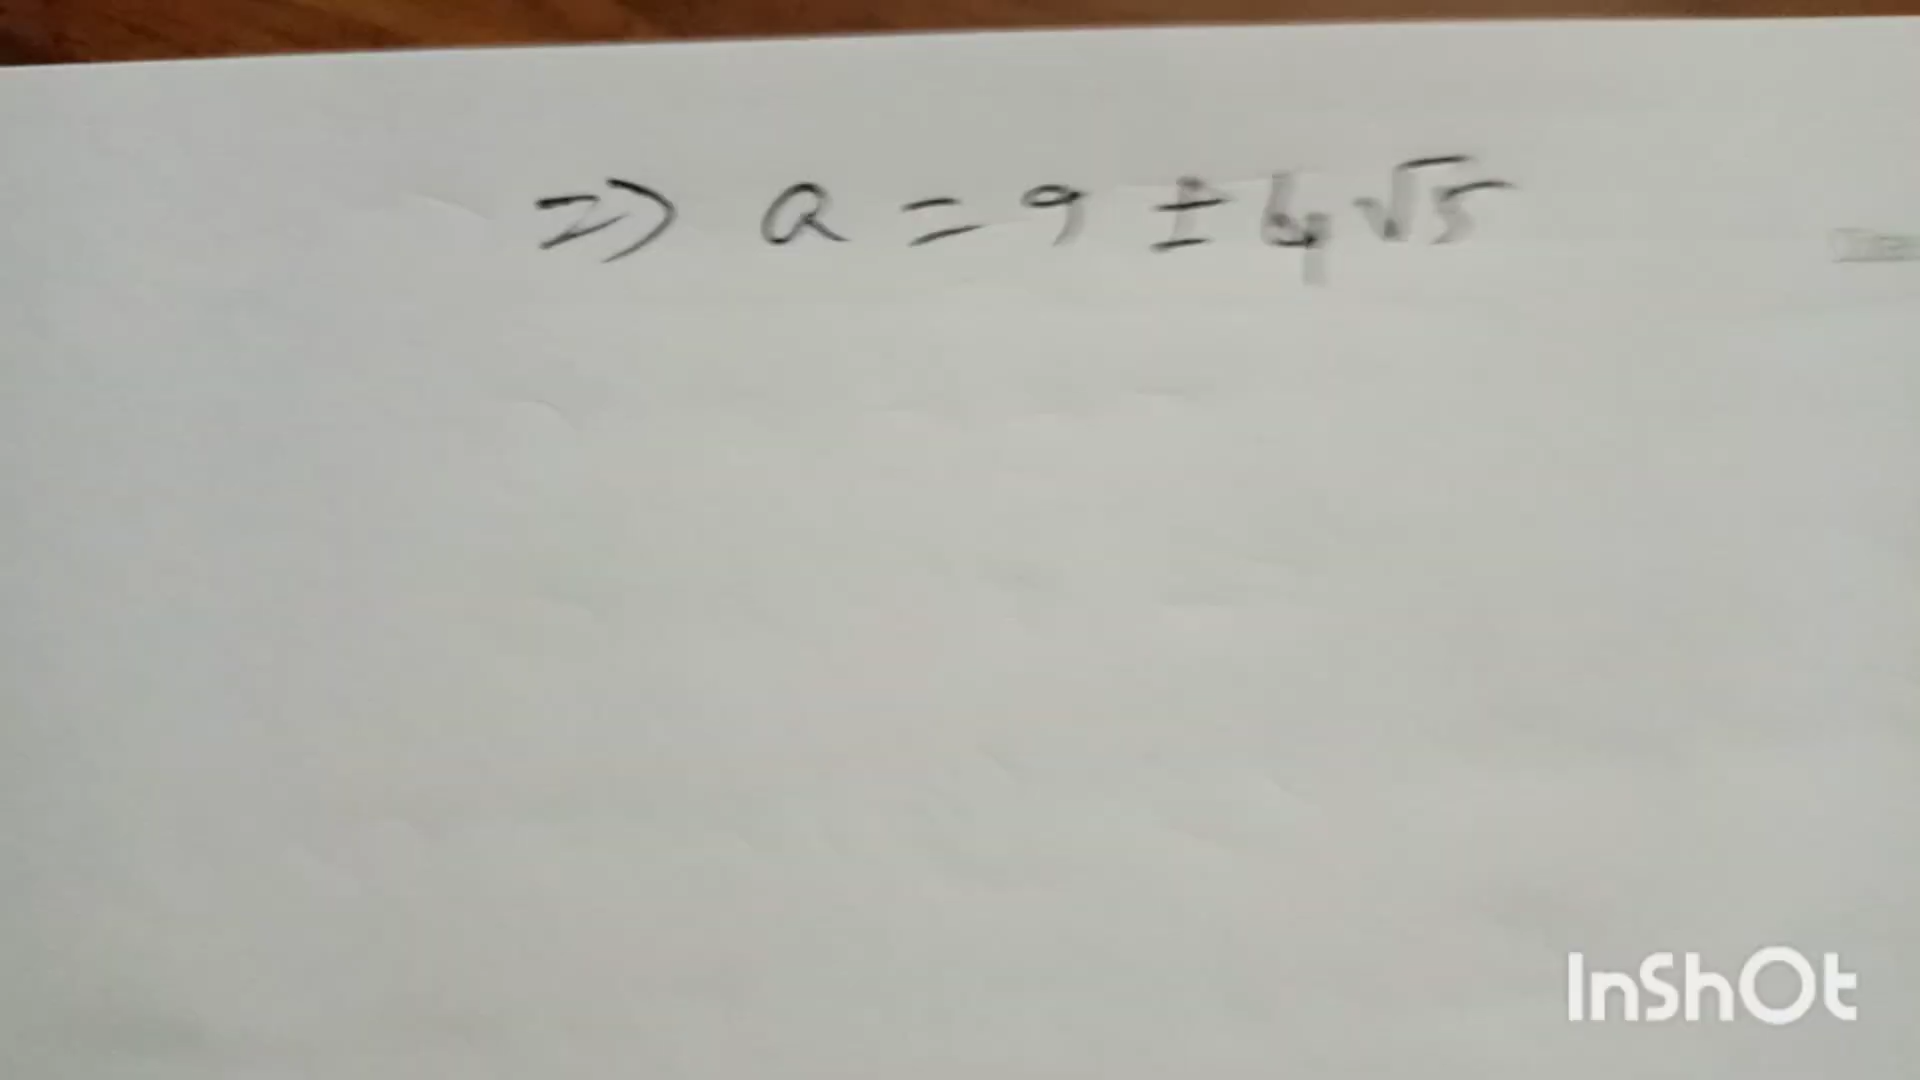 ⇒ a = 9 ± 4√5
InShOt